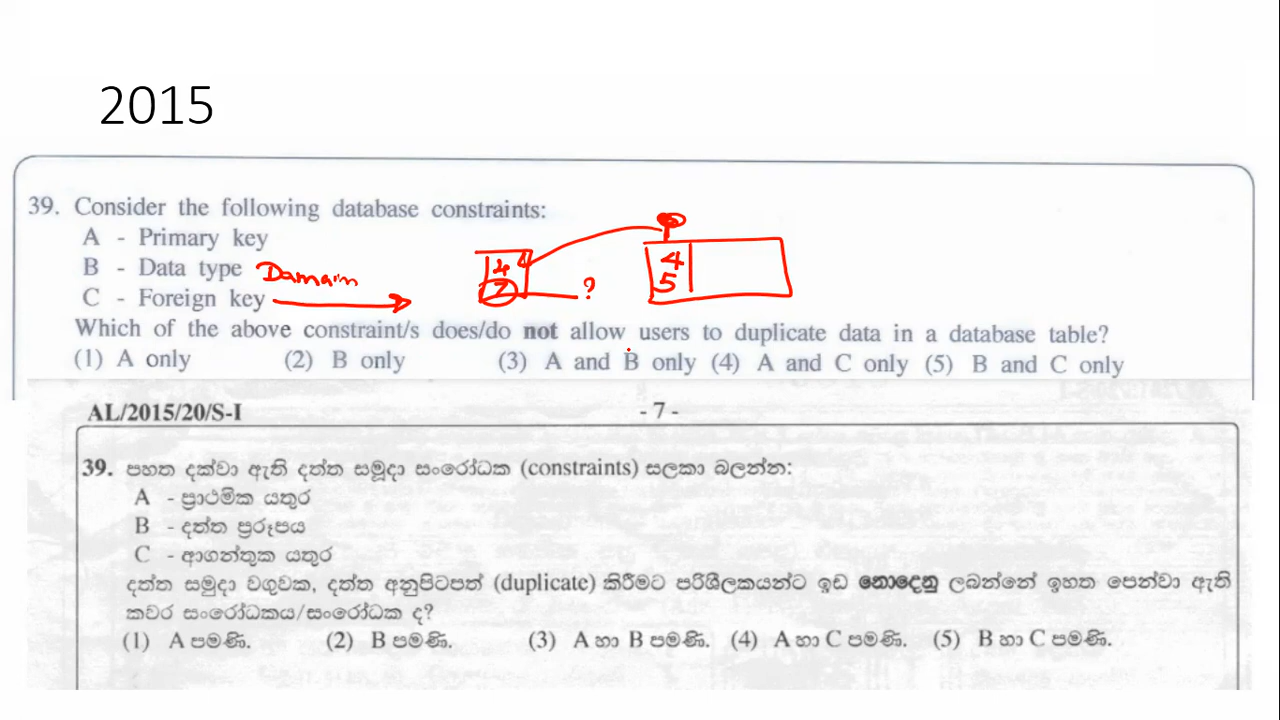 2015
39. Consider the following database constraints:
A - Primary key
B - Data type Domain
C - Foreign key
4
7
?
4
5
Which of the above constraint/s does/do not allow users to duplicate data in a database table?
(1) A only (2) B only (3) A and B only (4) A and C only (5) B and C only
AL/2015/20/S-I - 7 -
39. පහත දක්වා ඇති දත්ත සමුදා සංරෝධක (constraints) සලකා බලන්න:
A - ප්‍රාථමික යතුර
B - දත්ත ප්‍රරූපය
C - ආගන්තුක යතුර
දත්ත සමුදා වගුවක, දත්ත අනුපිටපත් (duplicate) කිරීමට පරිශීලකයන්ට ඉඩ නොදෙනු ලබන්නේ ඉහත පෙන්වා ඇති
කවර සංරෝධකය/සංරෝධක ද?
(1) A පමණි. (2) B පමණි. (3) A හා B පමණි. (4) A හා C පමණි. (5) B හා C පමණි.